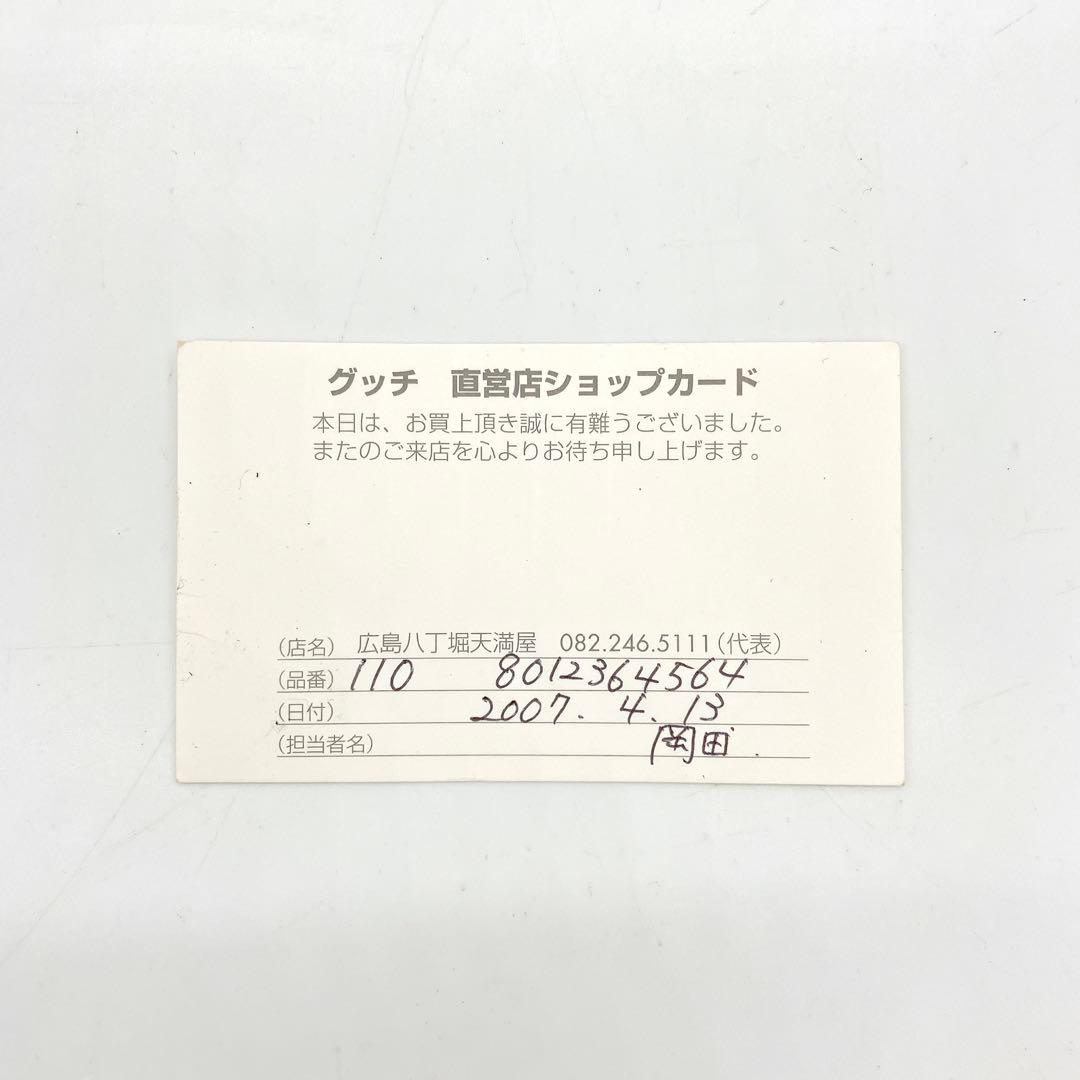 グッチ　直営店ショップカード
本日は、お買上頂き誠に有難うございました。
またのご来店を心よりお待ち申し上げます。
(店名) 広島八丁堀天満屋 082.246.5111(代表)
(品番) 110 8012364564
(日付) 2007. 4. 13
(担当者名) 岡田